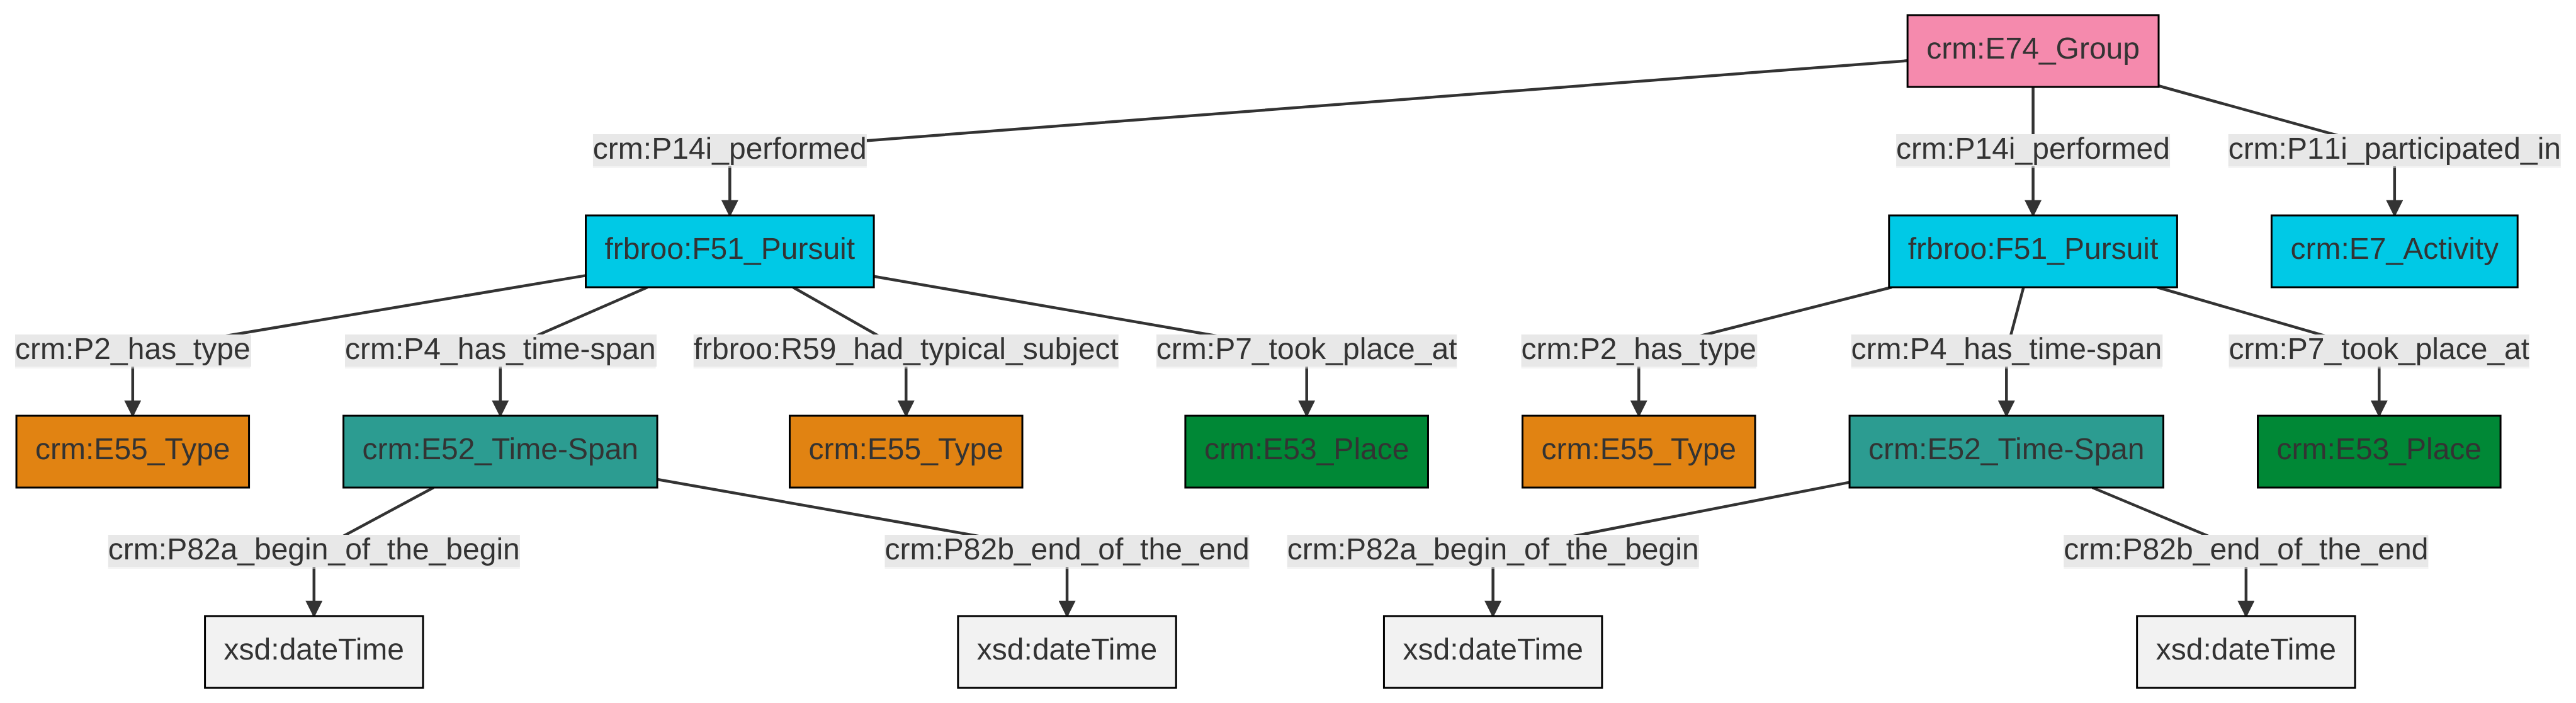 crm:E74_Group
crm:P14i_performed
crm:P14i_performed
crm:P11i_participated_in
frbroo:F51_Pursuit
frbroo:F51_Pursuit
crm:E7_Activity
crm:P2_has_type
crm:P4_has_time-span
frbroo:R59_had_typical_subject
crm:P7_took_place_at
crm:P2_has_type
crm:P4_has_time-span
crm:P7_took_place_at
crm:E55_Type
crm:E52_Time-Span
crm:E55_Type
crm:E53_Place
crm:E55_Type
crm:E52_Time-Span
crm:E53_Place
crm:P82a_begin_of_the_begin
crm:P82b_end_of_the_end
crm:P82a_begin_of_the_begin
crm:P82b_end_of_the_end
xsd:dateTime
xsd:dateTime
xsd:dateTime
xsd:dateTime